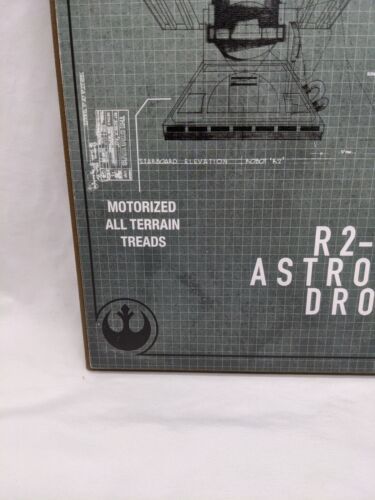 STARBOARD ELEVATION ROBOT "R2"
MOTORIZED
ALL TERRAIN
TREADS
R2-
ASTRO
DRO